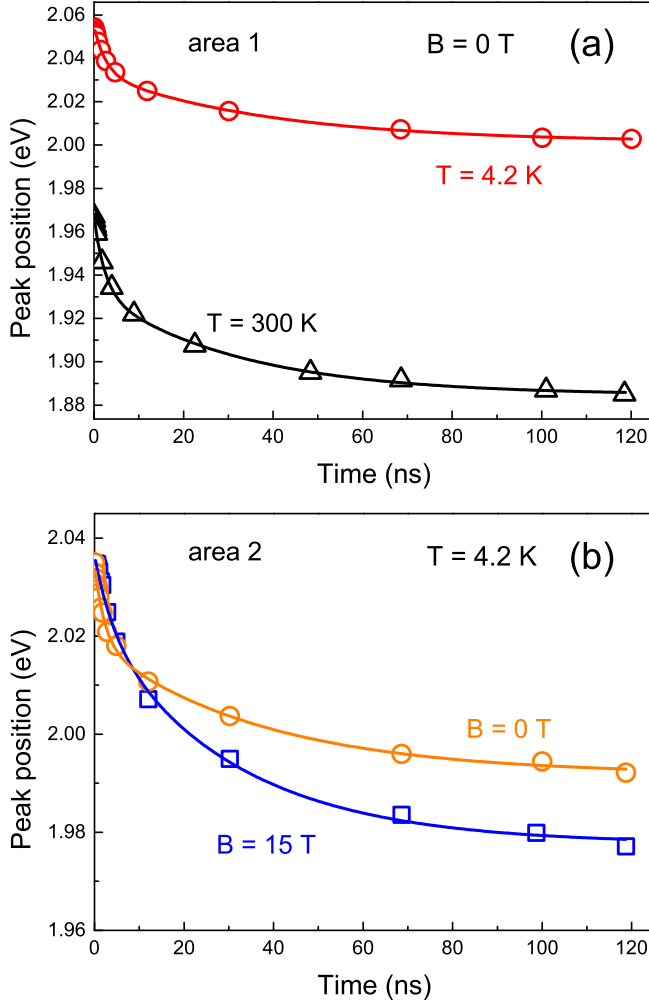 2.06
area 1
B = 0 T
(a)
2.04
2.02
2.00
T = 4.2 K
1.98
1.96
1.94
T = 300 K
1.92
1.90
1.88
Peak position (eV)
0 20 40 60 80 100 120
Time (ns)
2.04
area 2
T = 4.2 K
(b)
2.02
2.00
B = 0 T
1.98
B = 15 T
1.96
Peak position (eV)
0 20 40 60 80 100 120
Time (ns)